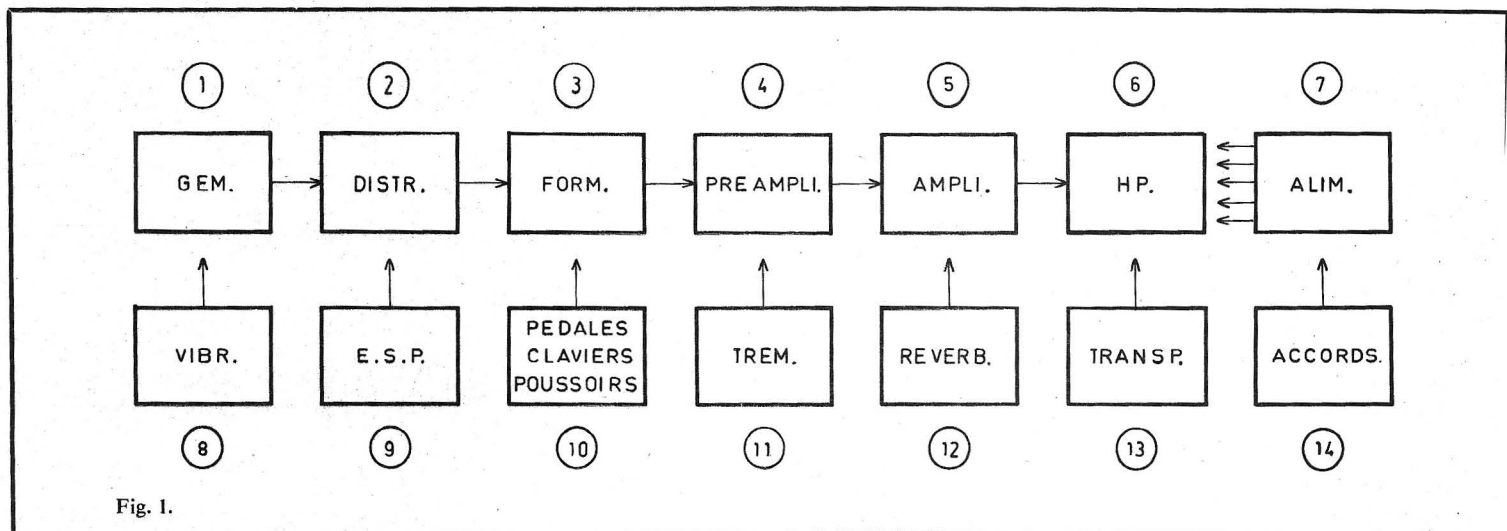 1 2 3 4 5 6 7
GEM. DISTR. FORM. PREAMPLI. AMPLI. HP. ALIM.
VIBR. E.S.P. PEDALES CLAVIERS POUSSOIRS TREM. REVERB. TRANSP. ACCORDS.
8 9 10 11 12 13 14
Fig. 1.